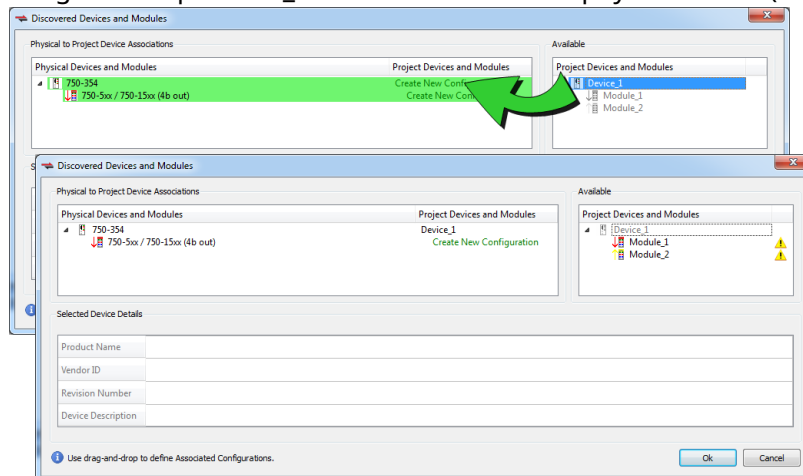 Discovered Devices and Modules
Physical to Project Device Associations
Available
Physical Devices and Modules Project Devices and Modules
Project Devices and Modules
750-354 Create New
750-5xx / 750-15xx (4b out) Create New
Device_1
Module_1
Module_2
Discovered Devices and Modules
Physical to Project Device Associations
Available
Physical Devices and Modules Project Devices and Modules
Project Devices and Modules
750-354 Device_1
750-5xx / 750-15xx (4b out) Create New Configuration
Device_1
Module_1
Module_2
Selected Device Details
Product Name
Vendor ID
Revision Number
Device Description
Use drag-and-drop to define Associated Configurations.
Ok Cancel